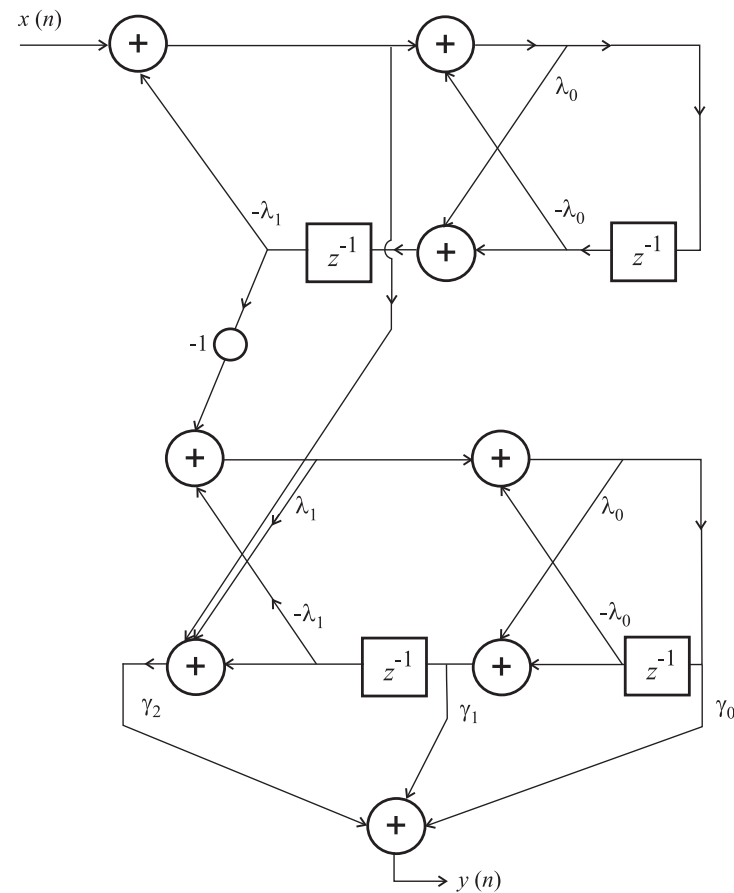 x (n)
+
+
λ₀
-λ₁
-λ₀
z⁻¹
+
z⁻¹
-1
+
+
λ₁
λ₀
-λ₁
-λ₀
+
z⁻¹
+
z⁻¹
γ₂
γ₁
γ₀
+
y (n)